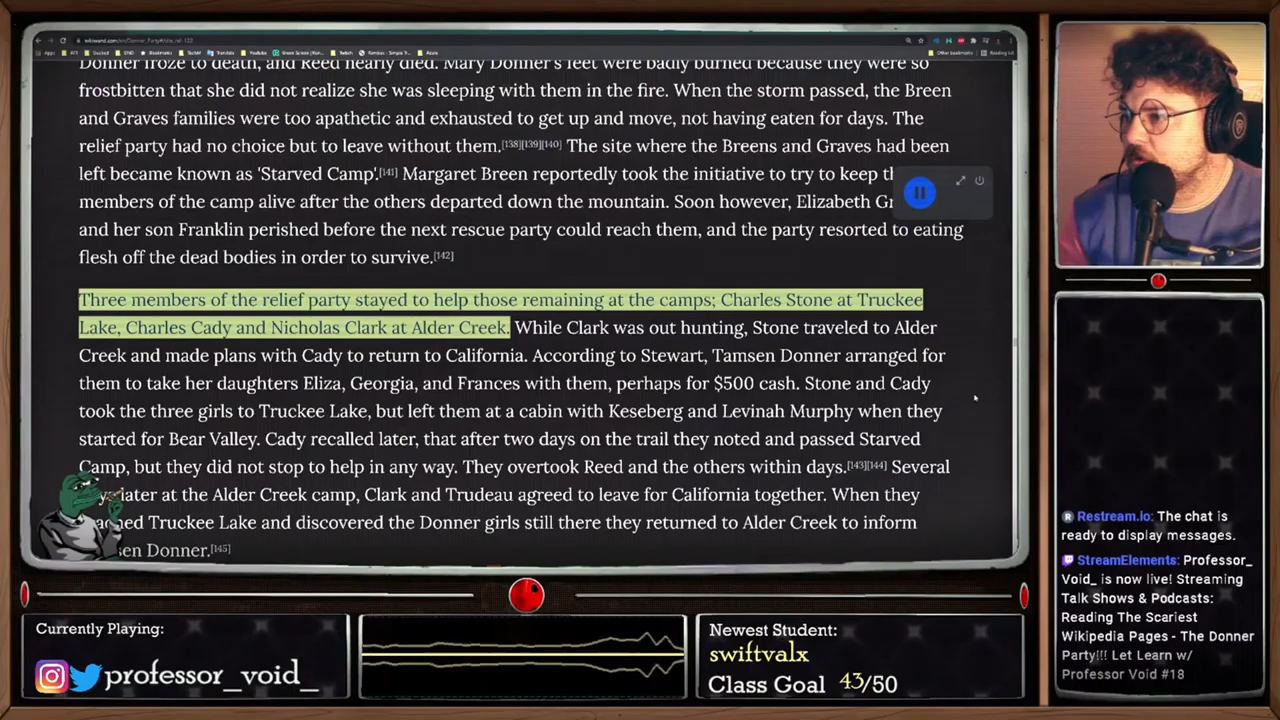 wikiwand.com/en/Donner_Party#cite_ref-122
Donner froze to death, and Reed nearly died. Mary Donner's feet were badly burned because they were so
frostbitten that she did not realize she was sleeping with them in the fire. When the storm passed, the Breen
and Graves families were too apathetic and exhausted to get up and move, not having eaten for days. The
relief party had no choice but to leave without them.[138][139][140] The site where the Breens and Graves had been
left became known as 'Starved Camp'.[141] Margaret Breen reportedly took the initiative to try to keep th
members of the camp alive after the others departed down the mountain. Soon however, Elizabeth Gr
and her son Franklin perished before the next rescue party could reach them, and the party resorted to eating
flesh off the dead bodies in order to survive.[142]
Three members of the relief party stayed to help those remaining at the camps; Charles Stone at Truckee
Lake, Charles Cady and Nicholas Clark at Alder Creek. While Clark was out hunting, Stone traveled to Alder
Creek and made plans with Cady to return to California. According to Stewart, Tamsen Donner arranged for
them to take her daughters Eliza, Georgia, and Frances with them, perhaps for $500 cash. Stone and Cady
took the three girls to Truckee Lake, but left them at a cabin with Keseberg and Levinah Murphy when they
started for Bear Valley. Cady recalled later, that after two days on the trail they noted and passed Starved
Camp, but they did not stop to help in any way. They overtook Reed and the others within days.[143][144] Several
later at the Alder Creek camp, Clark and Trudeau agreed to leave for California together. When they
ned Truckee Lake and discovered the Donner girls still there they returned to Alder Creek to inform
sen Donner.[145]
Currently Playing:
professor_void_
Newest Student:
swiftvalx
Class Goal 43/50
Restream.io: The chat is
ready to display messages.
StreamElements: Professor_
Void_ is now live! Streaming
Talk Shows & Podcasts:
Reading The Scariest
Wikipedia Pages - The Donner
Party!!! Let Learn w/
Professor Void #18